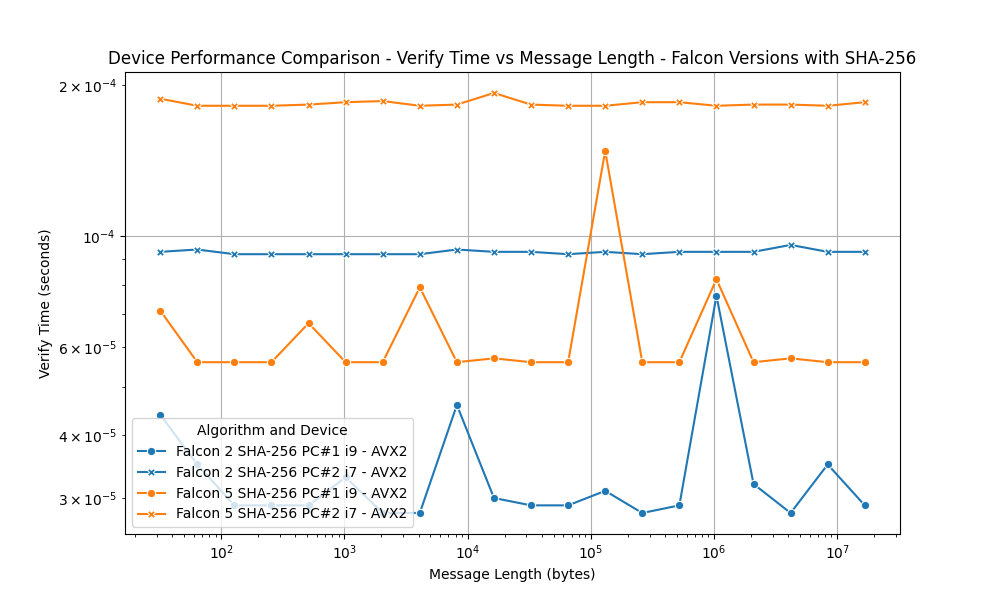 Device Performance Comparison - Verify Time vs Message Length - Falcon Versions with SHA-256
Verify Time (seconds)
2 × 10⁻⁴
10⁻⁴
6 × 10⁻⁵
4 × 10⁻⁵
3 × 10⁻⁵
Algorithm and Device
Falcon 2 SHA-256 PC#1 i9 - AVX2
Falcon 2 SHA-256 PC#2 i7 - AVX2
Falcon 5 SHA-256 PC#1 i9 - AVX2
Falcon 5 SHA-256 PC#2 i7 - AVX2
10² 10³ 10⁴ 10⁵ 10⁶ 10⁷
Message Length (bytes)